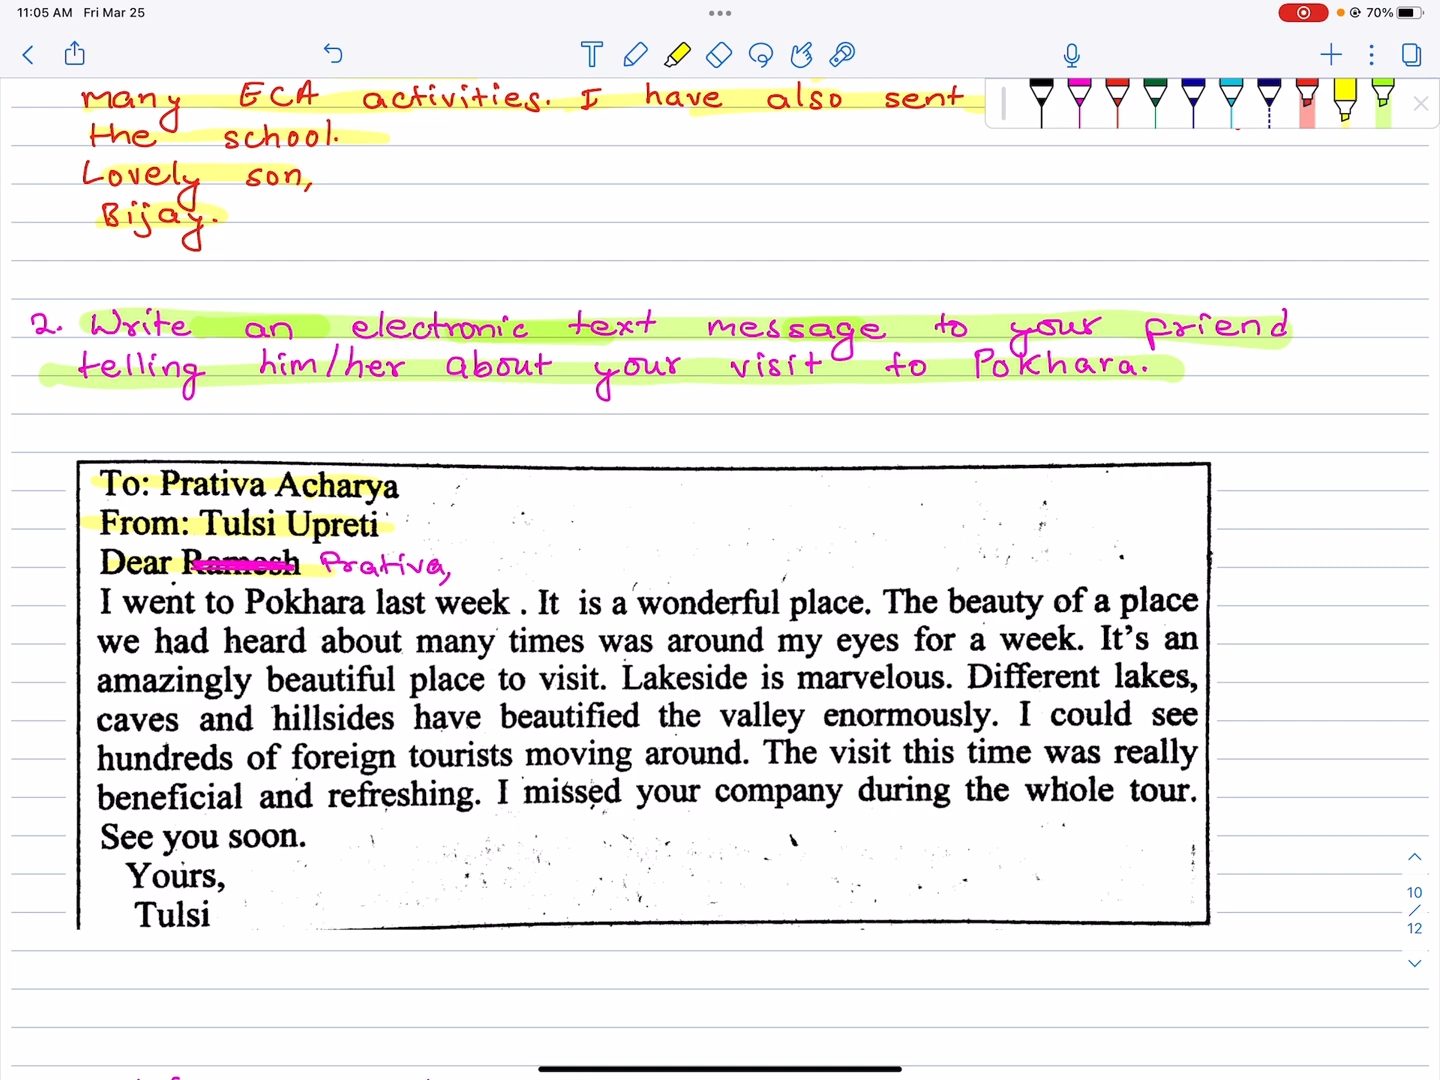 11:05 AM Fri Mar 25
70%
many ECA activities. I have also sent
the school.
Lovely son,
Bijay.
2. Write an electronic text message to your friend
telling him/her about your visit to Pokhara.
To: Prativa Acharya
From: Tulsi Upreti
Dear Ramesh Prativa,
I went to Pokhara last week . It is a wonderful place. The beauty of a place
we had heard about many times was around my eyes for a week. It's an
amazingly beautiful place to visit. Lakeside is marvelous. Different lakes,
caves and hillsides have beautified the valley enormously. I could see
hundreds of foreign tourists moving around. The visit this time was really
beneficial and refreshing. I missed your company during the whole tour.
See you soon.
Yours,
Tulsi
10
/
12